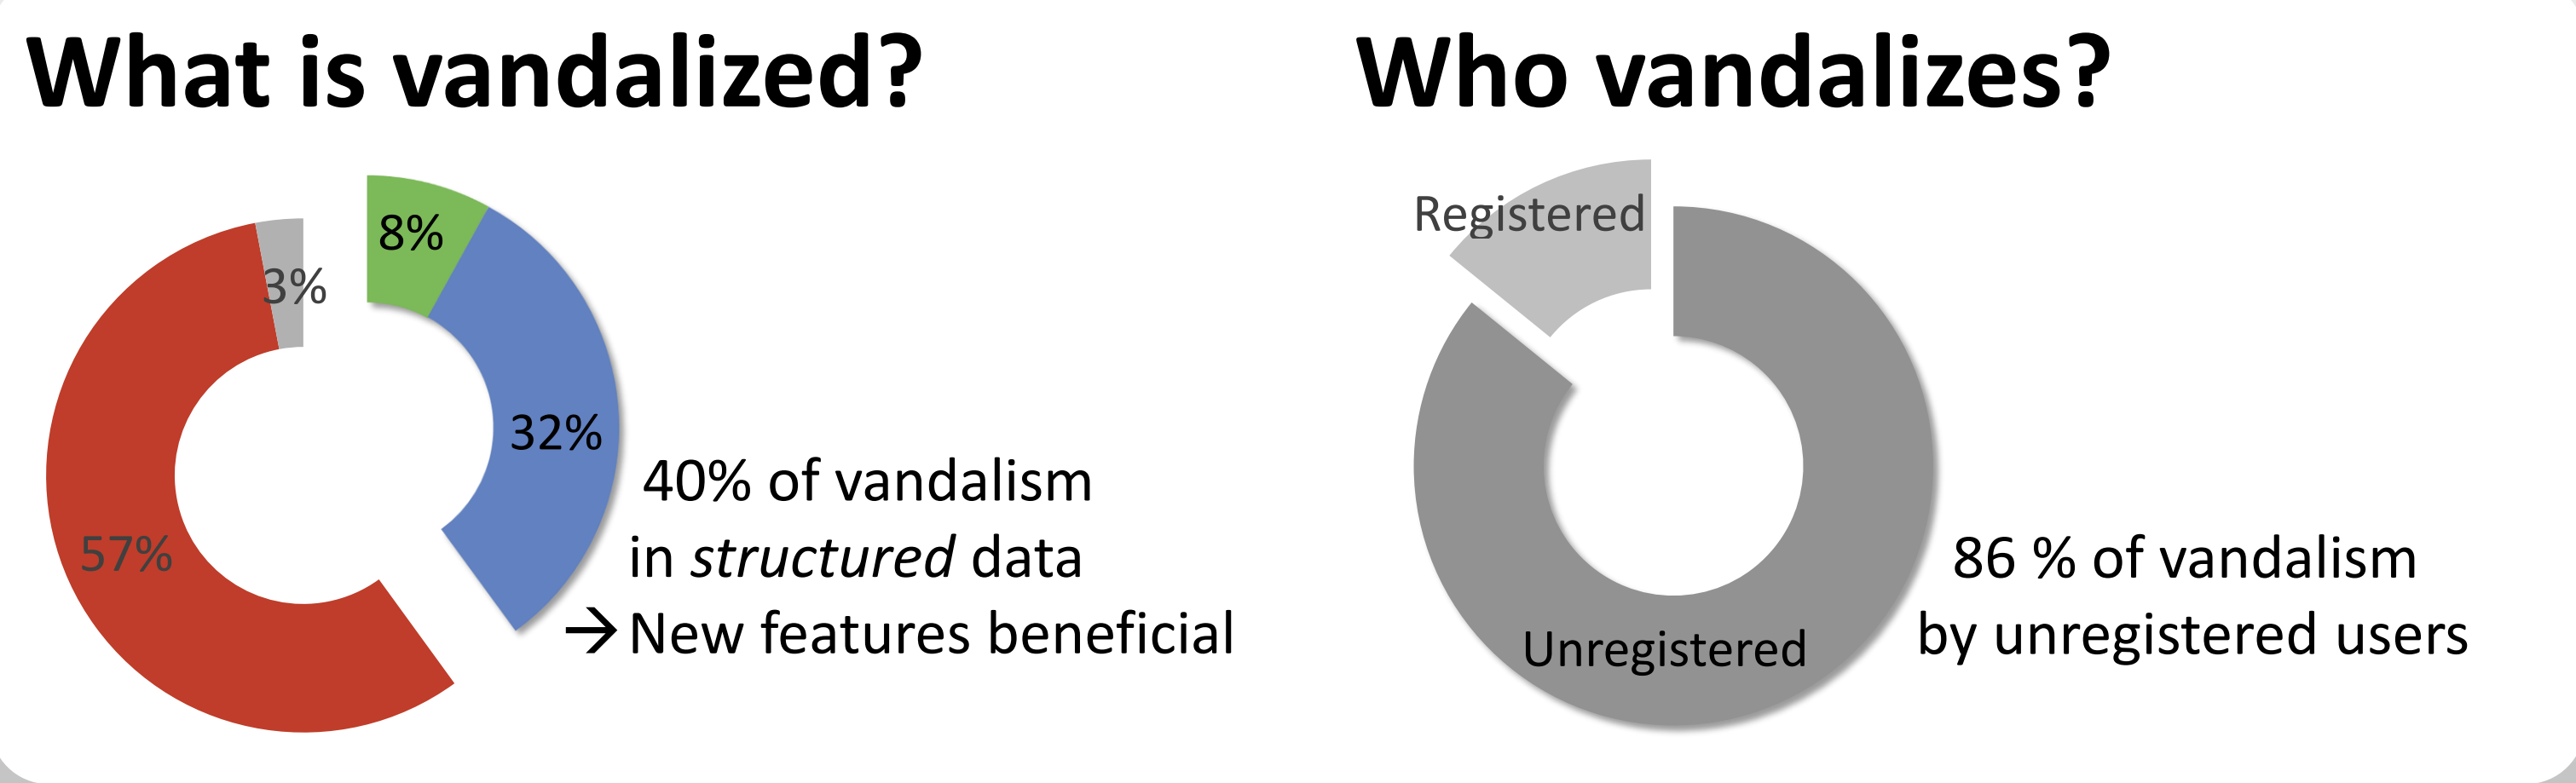 What is vandalized?
8%
3%
32%
57%
40% of vandalism
in structured data
→ New features beneficial
Who vandalizes?
Registered
Unregistered
86 % of vandalism
by unregistered users